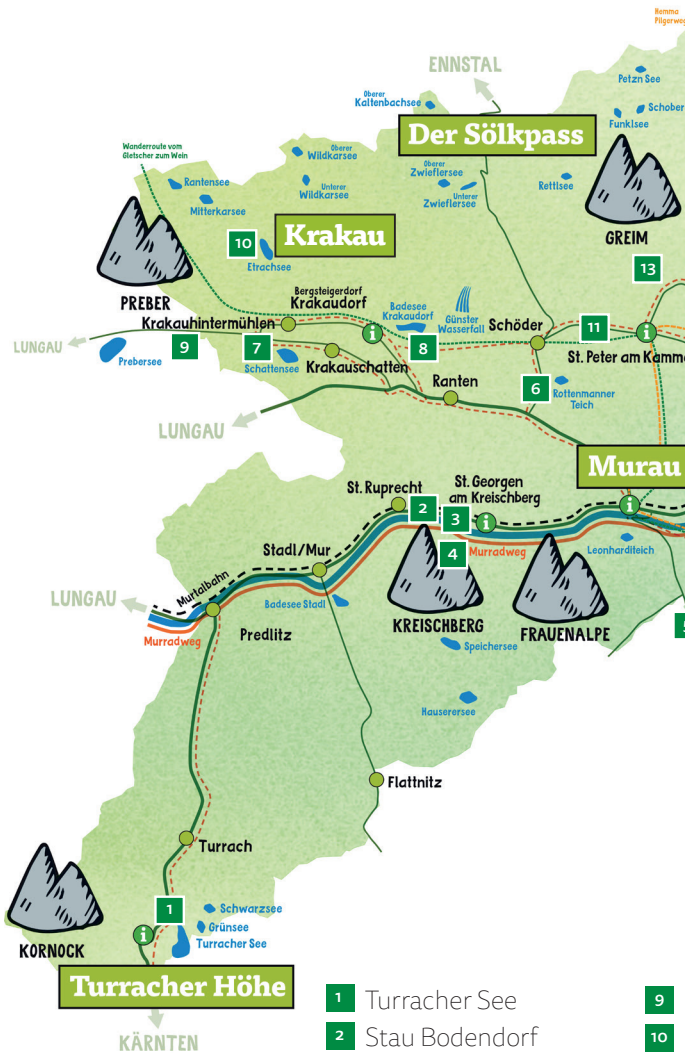 Hemma
Pilgerweg
ENNSTAL
Petzn See
Oberer
Kaltenbachsee
Schober
Funklsee
Der Sölkpass
Wanderroute vom
Gletscher zum Wein
Oberer
Wildkarsee
Rantensee
Unterer
Wildkarsee
Oberer
Zwieflersee
Unterer
Zwieflersee
Rettlsee
Mitterkarsee
GREIM
10
Krakau
Etrachsee
13
PREBER
Bergsteigerdorf
Krakaudorf
Badesee
Krakaudorf
Günster
Wasserfall
Krakauhintermühlen
Schöder
11
i
i
St. Peter am Kamme
LUNGAU
9
7
8
Prebersee
Schattensee
Krakauschatten
Ranten
6
Rottenmanner
Teich
LUNGAU
Murau
St. Ruprecht
St. Georgen
am Kreischberg
2
3
i
i
4
Murradweg
Leonharditeich
Stadl/Mur
Murtalbahn
LUNGAU
Badesee Stadl
KREISCHBERG
FRAUENALPE
Murradweg
Predlitz
5
Speichersee
Hauserersee
Flattnitz
Turrach
1
Schwarzsee
Grünsee
i
Turracher See
KORNOCK
Turracher Höhe
KÄRNTEN
1 Turracher See
2 Stau Bodendorf
9
10